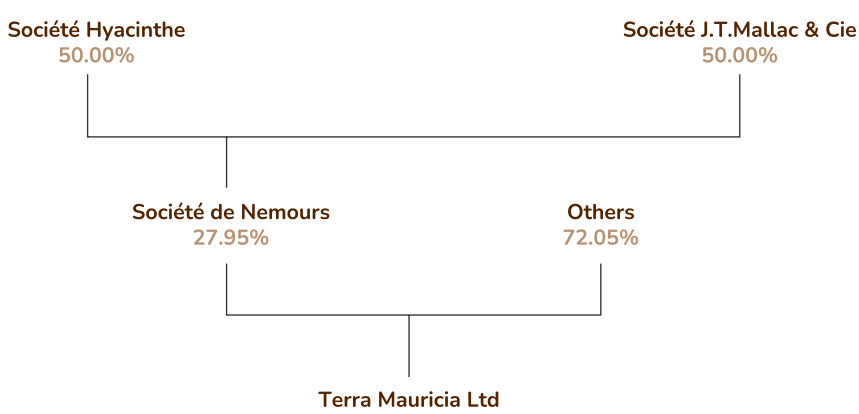 Société Hyacinthe
50.00%
Société J.T.Mallac & Cie
50.00%
Société de Nemours
27.95%
Others
72.05%
Terra Mauricia Ltd